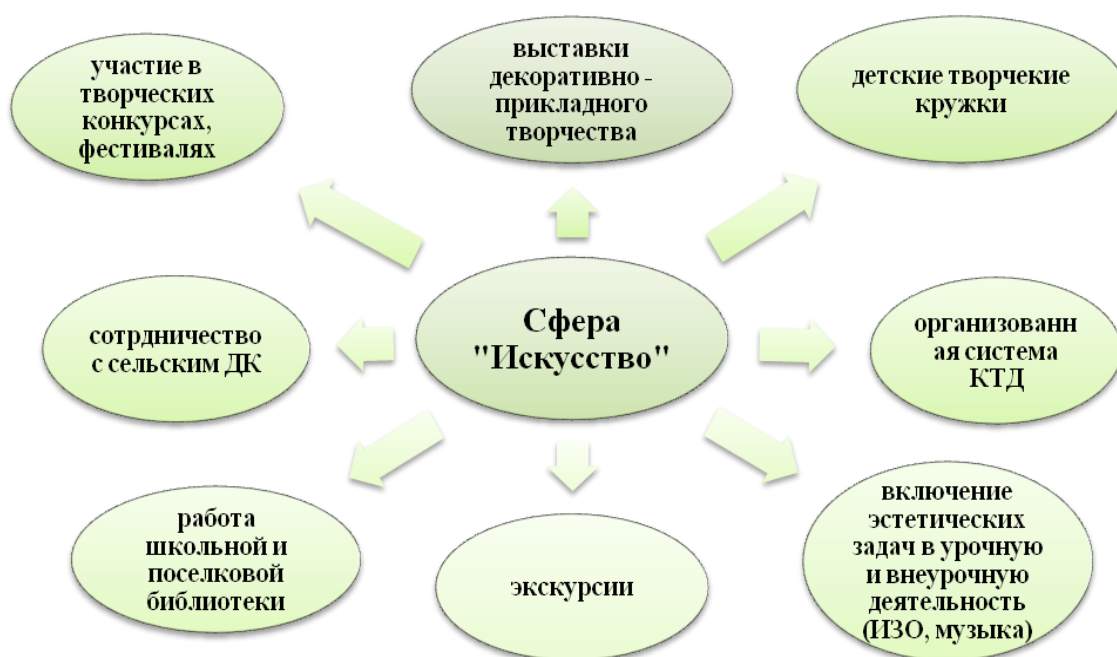 участие в
творческих
конкурсах,
фестивалях
выставки
декоративно -
прикладного
творчества
детские творчекие
кружки
сотрдничество
с сельским ДК
Сфера
"Искусство"
организованн
ая система
КТД
работа
школьной и
поселковой
библиотеки
экскурсии
включение
эстетических
задач в урочную
и внеурочную
деятельность
(ИЗО, музыка)